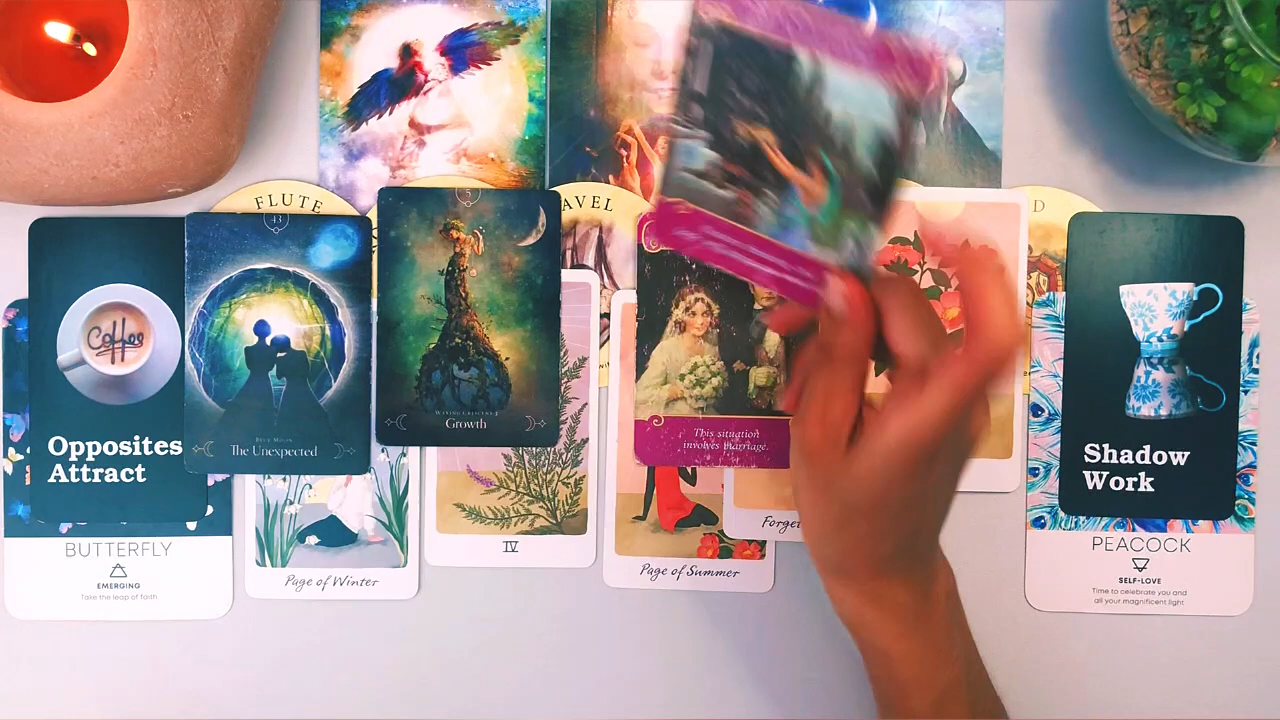 FLUTE
AVEL
D
43
5
Coffee
Opposites
Attract
The Unexpected
Growth
This situation
involves marriage.
Shadow
Work
BUTTERFLY
EMERGING
Take the leap of faith
Page of Winter
IV
Page of Summer
Forge
PEACOCK
SELF-LOVE
Time to celebrate you and
all your magnificent light